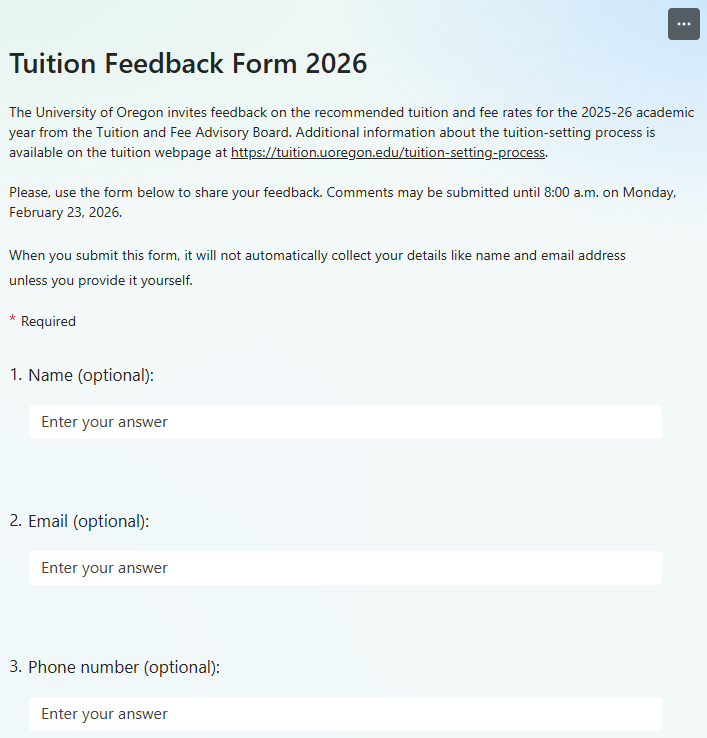 Tuition Feedback Form 2026
The University of Oregon invites feedback on the recommended tuition and fee rates for the 2025-26 academic
year from the Tuition and Fee Advisory Board. Additional information about the tuition-setting process is
available on the tuition webpage at https://tuition.uoregon.edu/tuition-setting-process.
Please, use the form below to share your feedback. Comments may be submitted until 8:00 a.m. on Monday,
February 23, 2026.
When you submit this form, it will not automatically collect your details like name and email address
unless you provide it yourself.
* Required
1. Name (optional):
Enter your answer
2. Email (optional):
Enter your answer
3. Phone number (optional):
Enter your answer